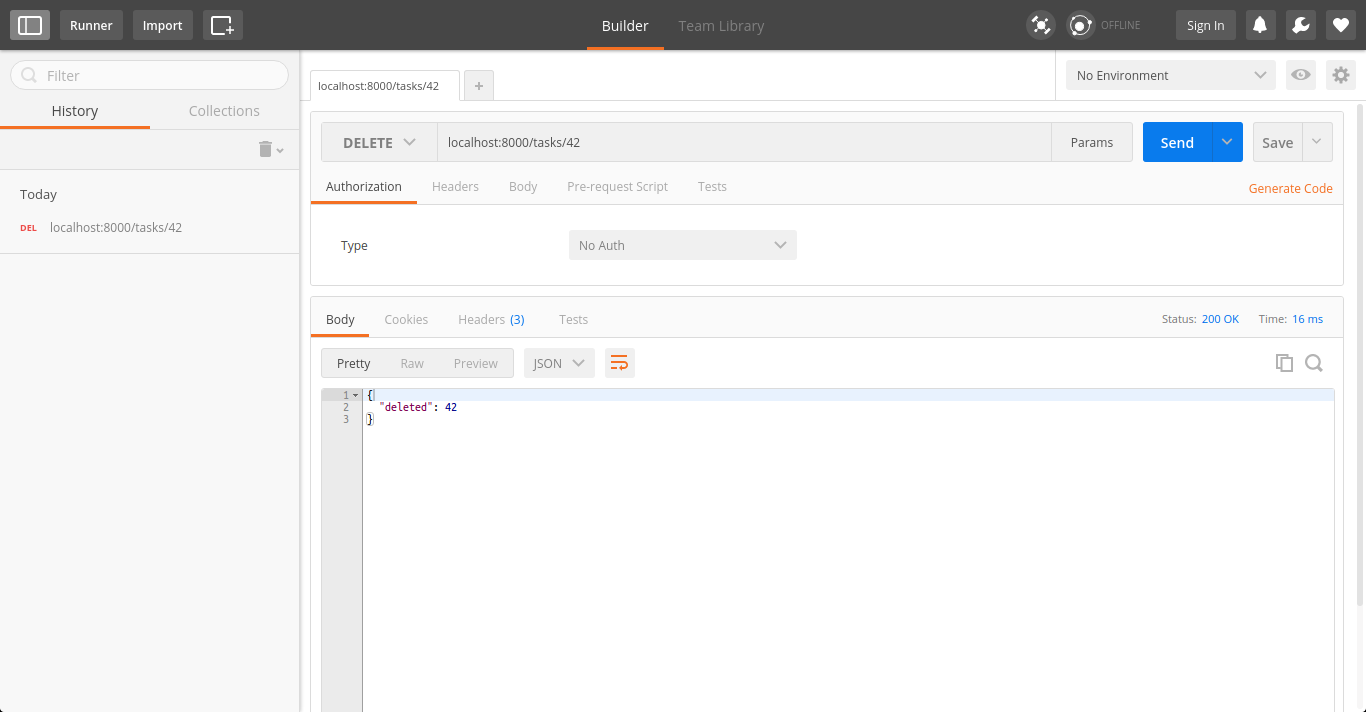 Runner Import Builder Team Library OFFLINE Sign In
Filter
History Collections
Today
DEL localhost:8000/tasks/42
localhost:8000/tasks/42 + No Environment
DELETE localhost:8000/tasks/42 Params Send Save
Authorization Headers Body Pre-request Script Tests Generate Code
Type No Auth
Body Cookies Headers (3) Tests Status: 200 OK Time: 16 ms
Pretty Raw Preview JSON
1 {
2 "deleted": 42
3 }